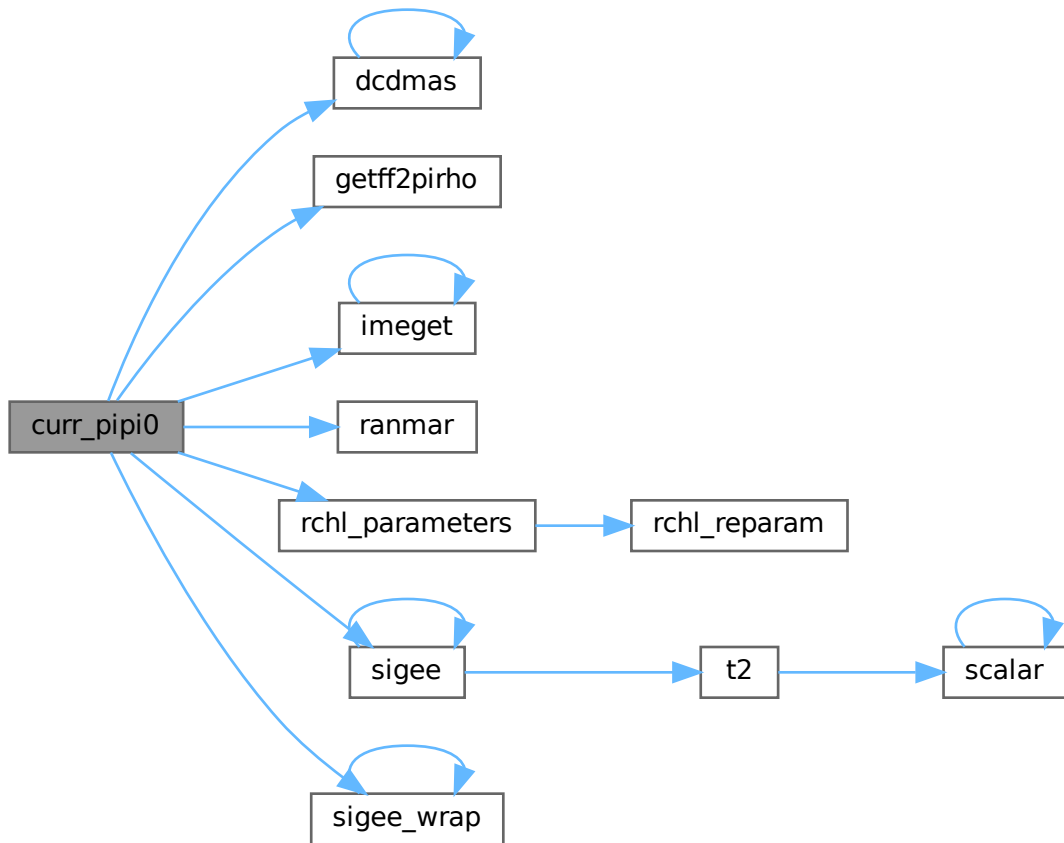 dcdmas
getff2pirho
imeget
curr_pipi0
ranmar
rchl_parameters
rchl_reparam
sigee
t2
scalar
sigee_wrap